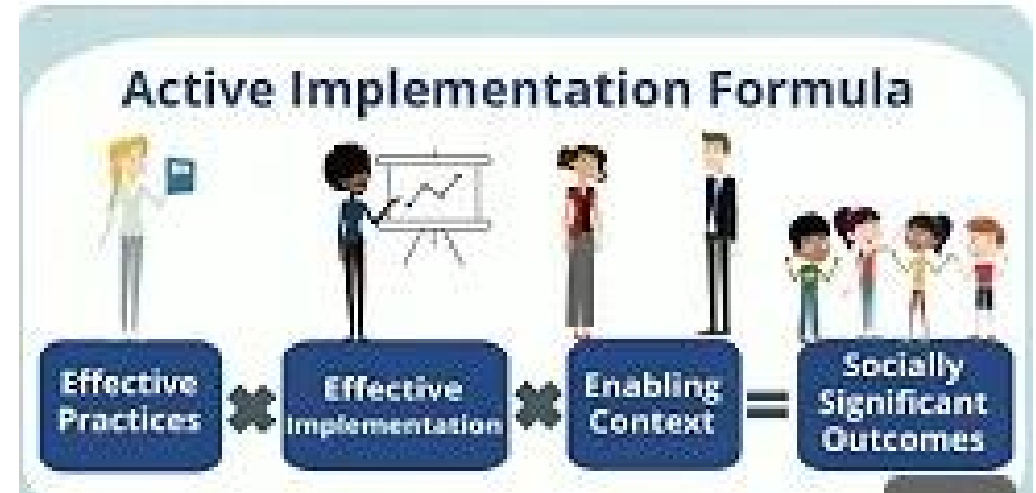 Active Implementation Formula
Effective
Practices
Effective
Implementation
Enabling
Context
=
Socially
Significant
Outcomes